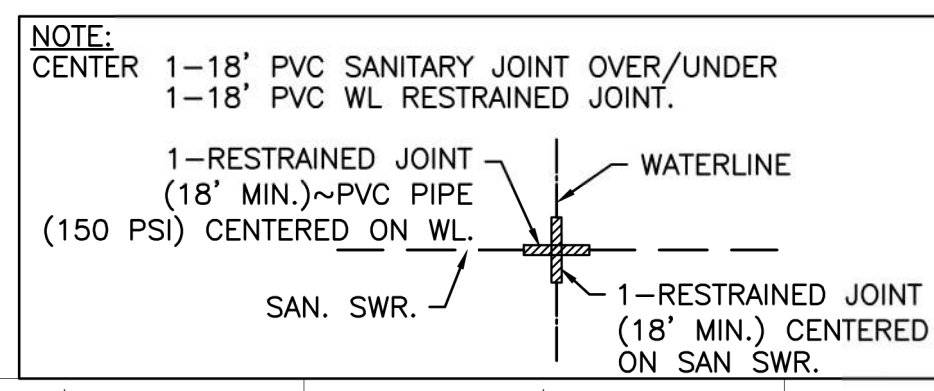 NOTE:
CENTER 1-18' PVC SANITARY JOINT OVER/UNDER
1-18' PVC WL RESTRAINED JOINT.
1-RESTRAINED JOINT
(18' MIN.)~PVC PIPE
(150 PSI) CENTERED ON WL.
WATERLINE
SAN. SWR.
1-RESTRAINED JOINT
(18' MIN.) CENTERED
ON SAN SWR.